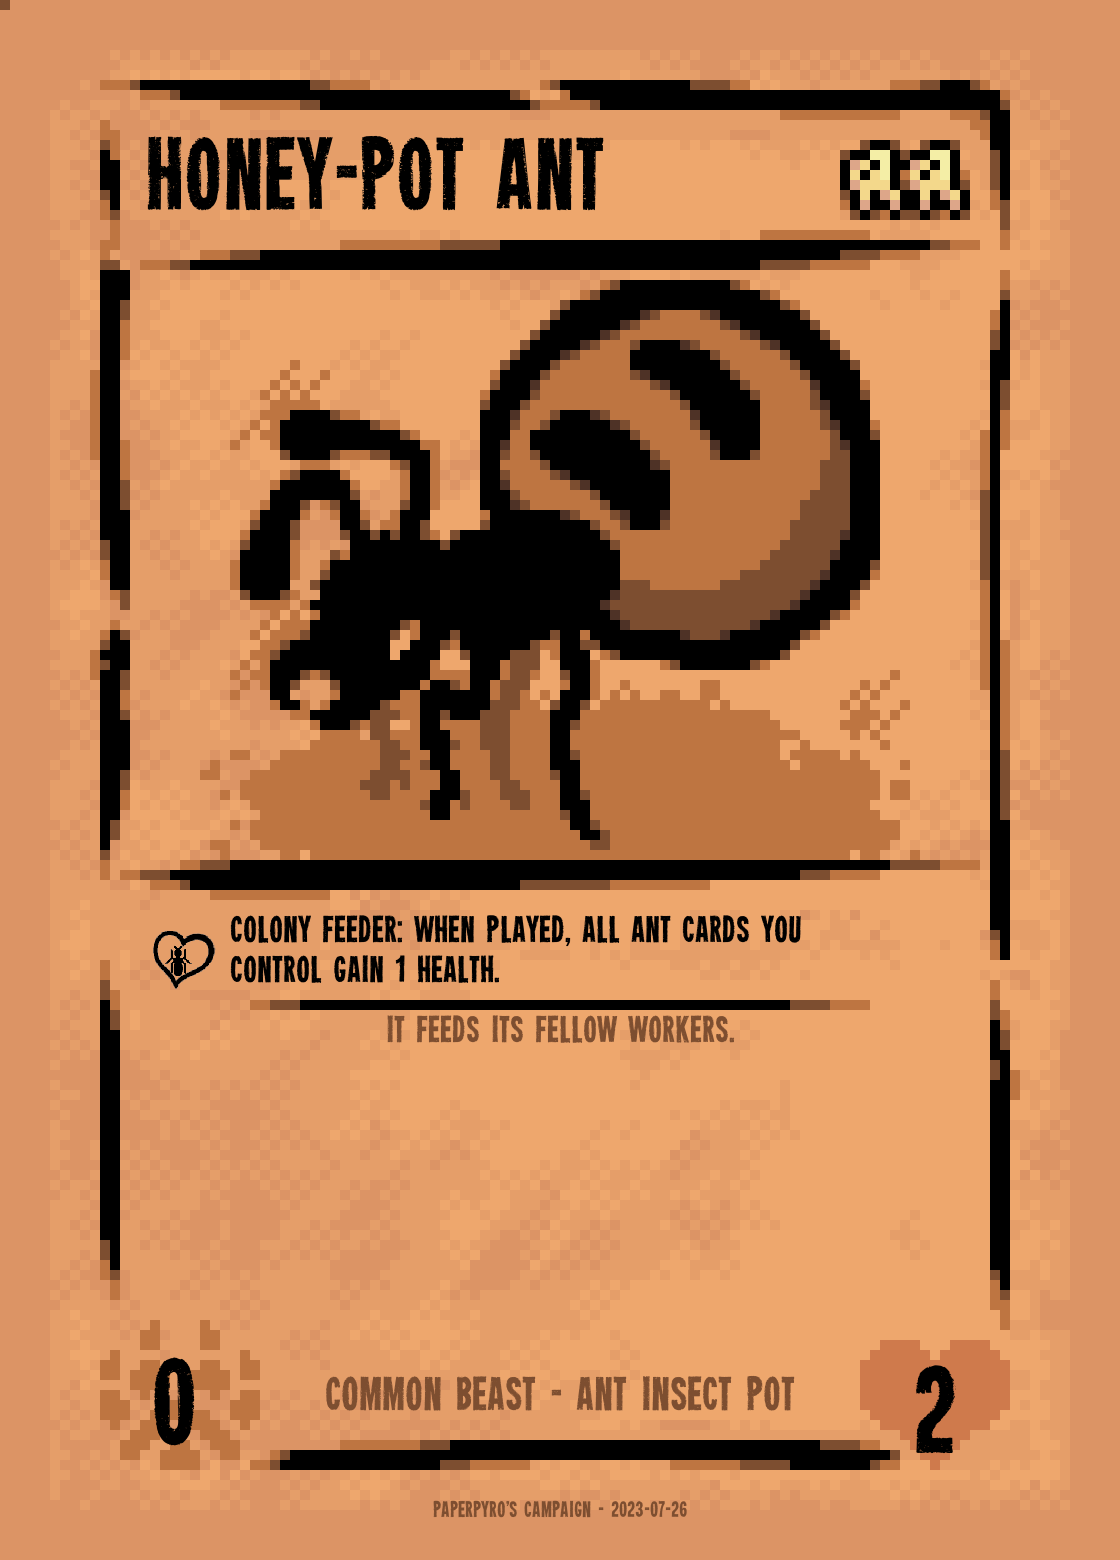 HONEY-POT ANT
COLONY FEEDER: WHEN PLAYED, ALL ANT CARDS YOU
CONTROL GAIN 1 HEALTH.
IT FEEDS ITS FELLOW WORKERS.
0
COMMON BEAST - ANT INSECT POT
2
PAPERPYRO'S CAMPAIGN - 2023-07-26